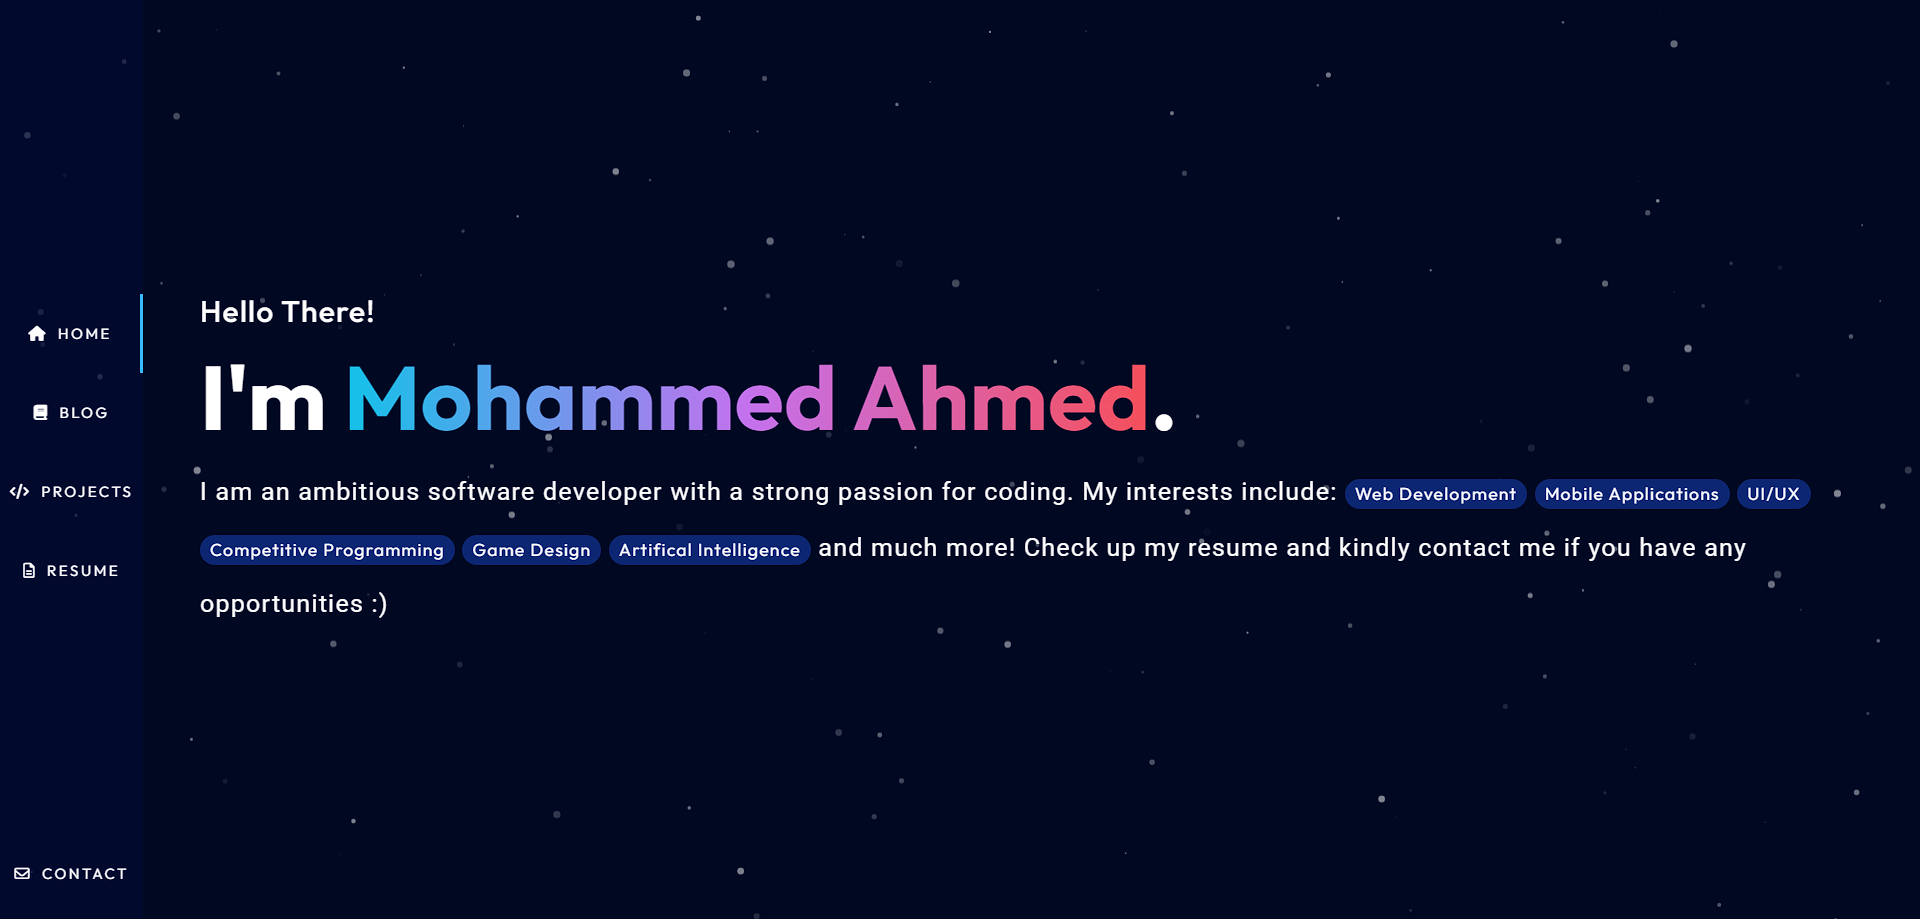 HOME
BLOG
PROJECTS
RESUME
CONTACT
Hello There!
I'm Mohammed Ahmed.
I am an ambitious software developer with a strong passion for coding. My interests include: Web Development Mobile Applications UI/UX
Competitive Programming Game Design Artifical Intelligence and much more! Check up my resume and kindly contact me if you have any
opportunities :)